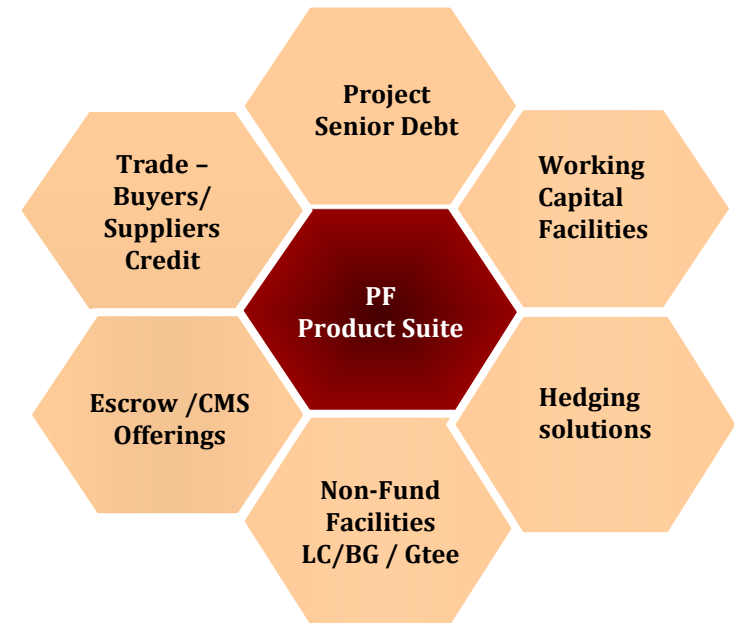 Project
Senior Debt
Trade –
Buyers/
Suppliers
Credit
Working
Capital
Facilities
PF
Product Suite
Escrow /CMS
Offerings
Hedging
solutions
Non-Fund
Facilities
LC/BG / Gtee